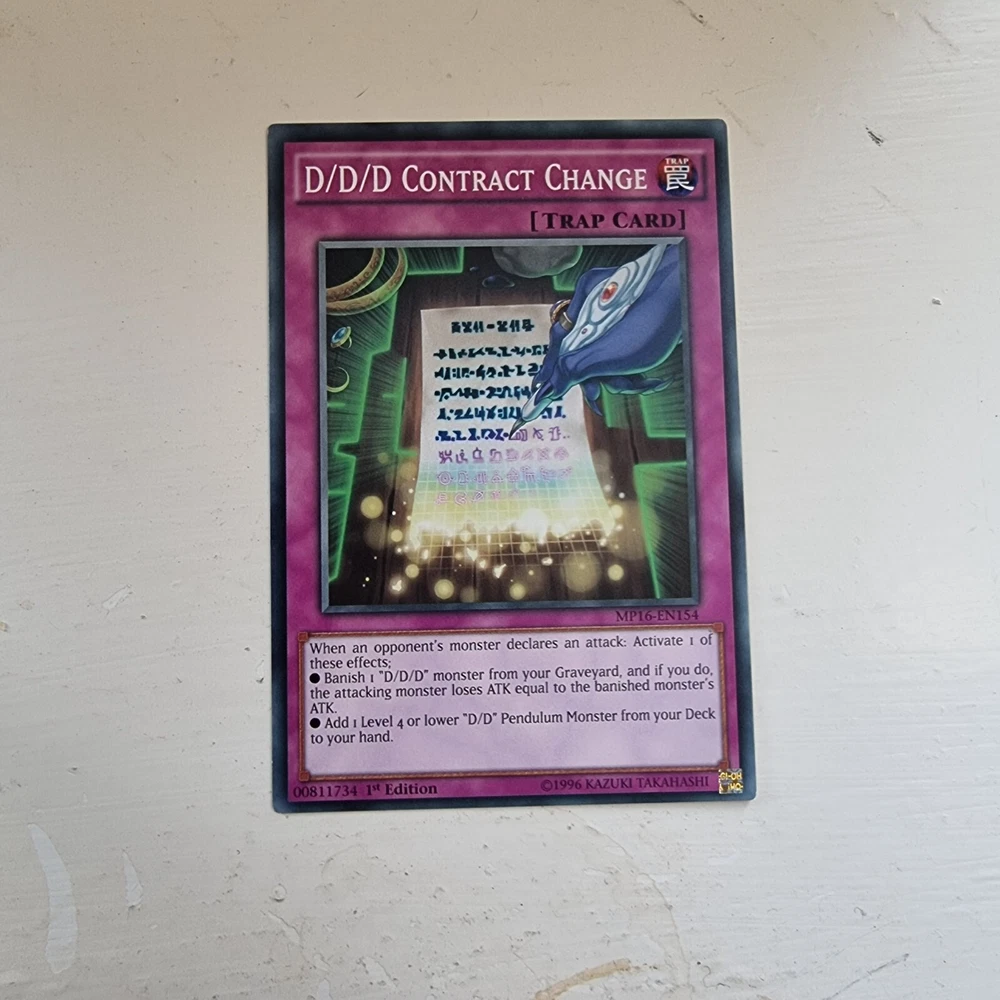 D/D/D CONTRACT CHANGE
TRAP
罠
[TRAP CARD]
MP16-EN154
When an opponent's monster declares an attack: Activate 1 of
these effects;
● Banish 1 "D/D/D" monster from your Graveyard, and if you do,
the attacking monster loses ATK equal to the banished monster's
ATK.
● Add 1 Level 4 or lower "D/D" Pendulum Monster from your Deck
to your hand.
00811734 1st Edition
©1996 KAZUKI TAKAHASHI